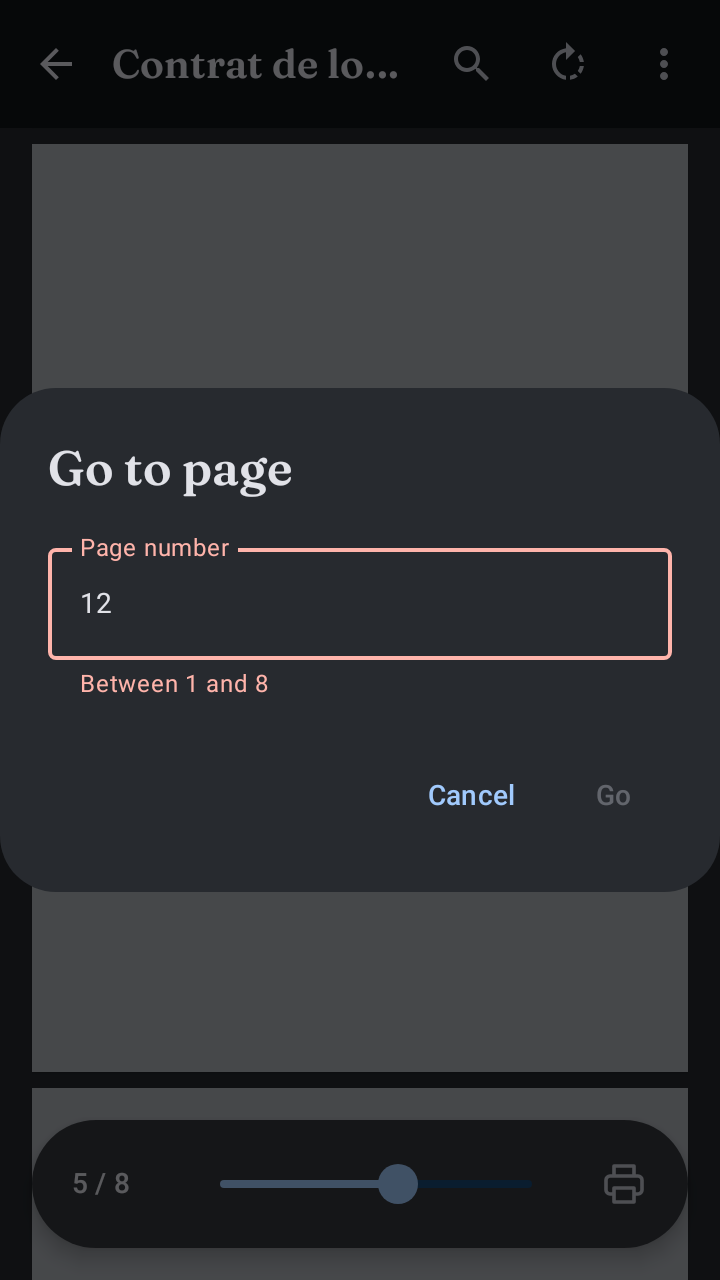 Contrat de lo...
Go to page
Page number
12
Between 1 and 8
Cancel Go
5 / 8